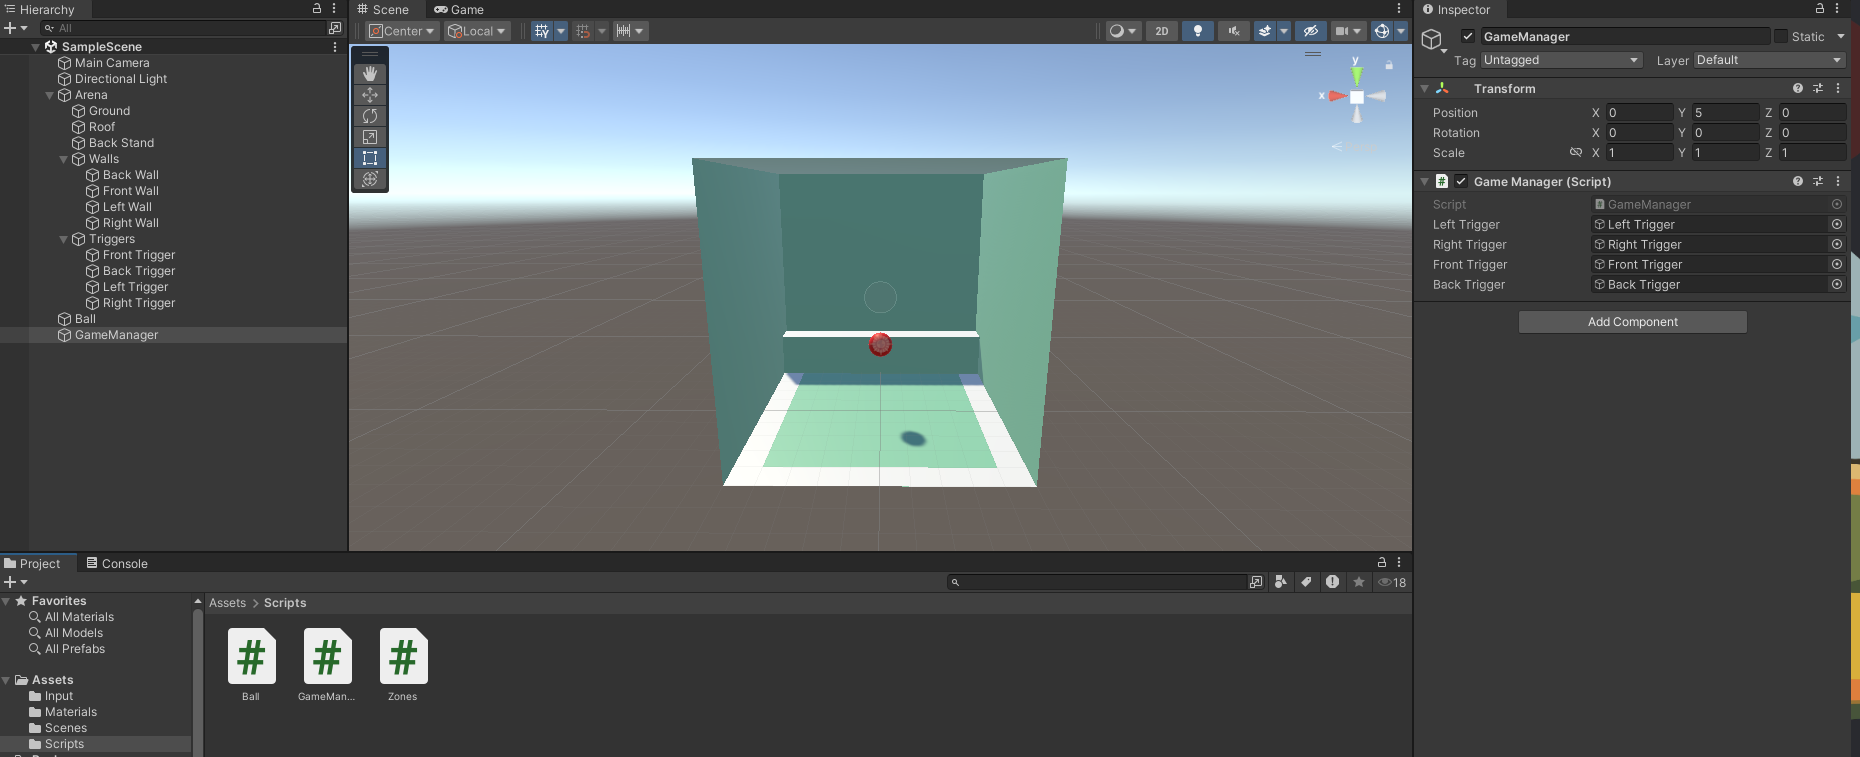 Hierarchy
All
SampleScene
Main Camera
Directional Light
Arena
Ground
Roof
Back Stand
Walls
Back Wall
Front Wall
Left Wall
Right Wall
Triggers
Front Trigger
Back Trigger
Left Trigger
Right Trigger
Ball
GameManager
Scene
Game
Center
Local
2D
y
x
Inspector
GameManager
Static
Tag Untagged
Layer Default
Transform
Position X 0 Y 5 Z 0
Rotation X 0 Y 0 Z 0
Scale X 1 Y 1 Z 1
# Game Manager (Script)
Script GameManager
Left Trigger Left Trigger
Right Trigger Right Trigger
Front Trigger Front Trigger
Back Trigger Back Trigger
Add Component
Project
Console
18
Favorites
All Materials
All Models
All Prefabs
Assets
Input
Materials
Scenes
Scripts
Assets > Scripts
# # #
Ball GameMan... Zones